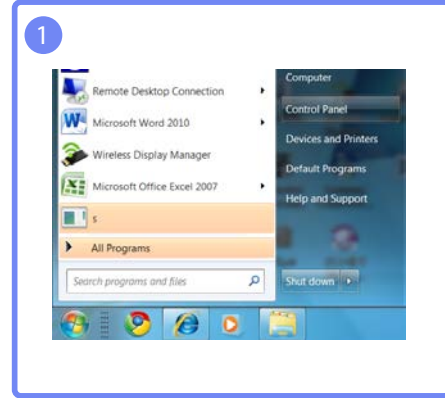 1
Remote Desktop Connection
Microsoft Word 2010
Wireless Display Manager
Microsoft Office Excel 2007
s
All Programs
Search programs and files
Computer
Control Panel
Devices and Printers
Default Programs
Help and Support
Shut down